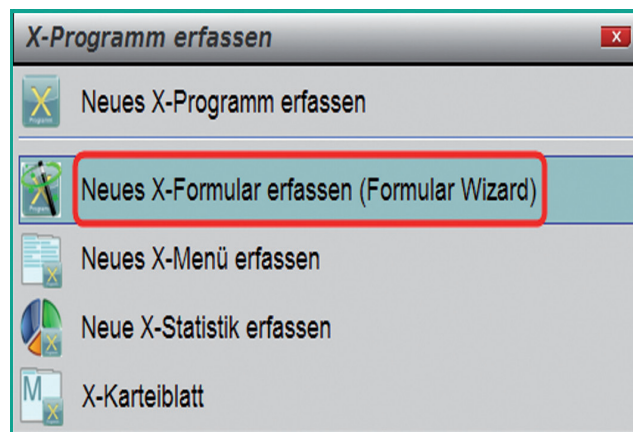 X-Programm erfassen
X
Neues X-Programm erfassen
Neues X-Formular erfassen (Formular Wizard)
Neues X-Menü erfassen
Neue X-Statistik erfassen
M
X-Karteiblatt